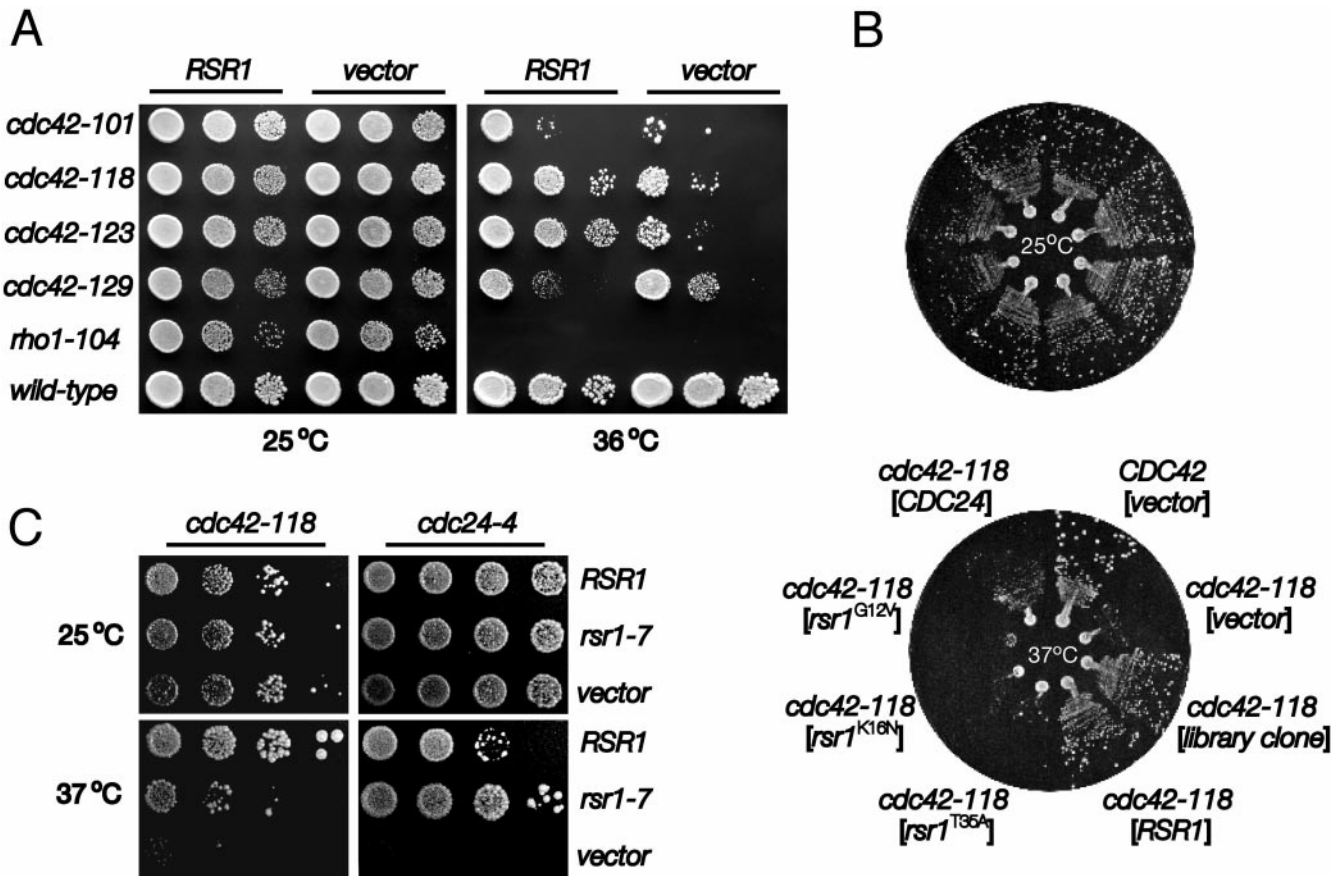 A
RSR1 vector RSR1 vector
cdc42-101
cdc42-118
cdc42-123
cdc42-129
rho1-104
wild-type
25 °C 36 °C
B
25°C
cdc42-118
[CDC24]
CDC42
[vector]
cdc42-118
[rsr1G12V]
cdc42-118
[vector]
37°C
cdc42-118
[rsr1K16N]
cdc42-118
[library clone]
cdc42-118
[rsr1T35A]
cdc42-118
[RSR1]
C
cdc42-118 cdc24-4
25 °C
RSR1
rsr1-7
vector
37 °C
RSR1
rsr1-7
vector